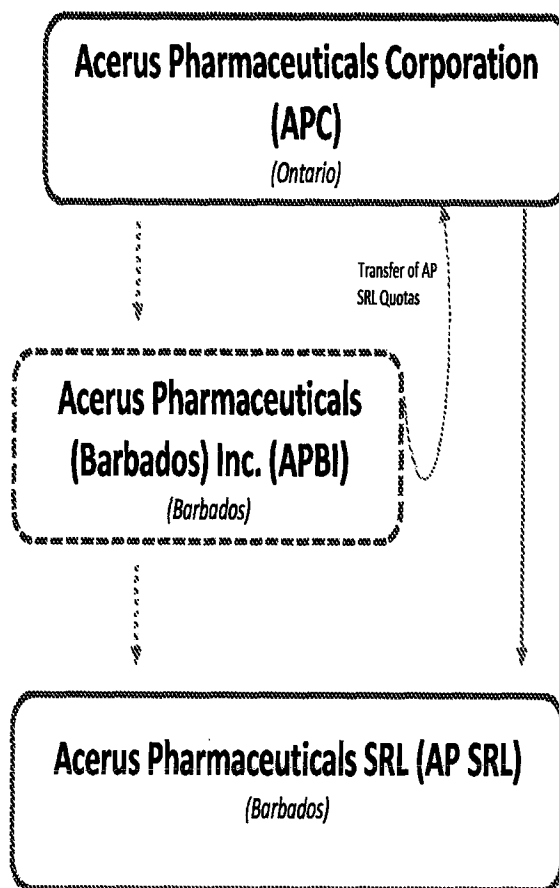 Acerus Pharmaceuticals Corporation
(APC)
(Ontario)
Transfer of AP
SRL Quotas
Acerus Pharmaceuticals
(Barbados) Inc. (APBI)
(Barbados)
Acerus Pharmaceuticals SRL (AP SRL)
(Barbados)